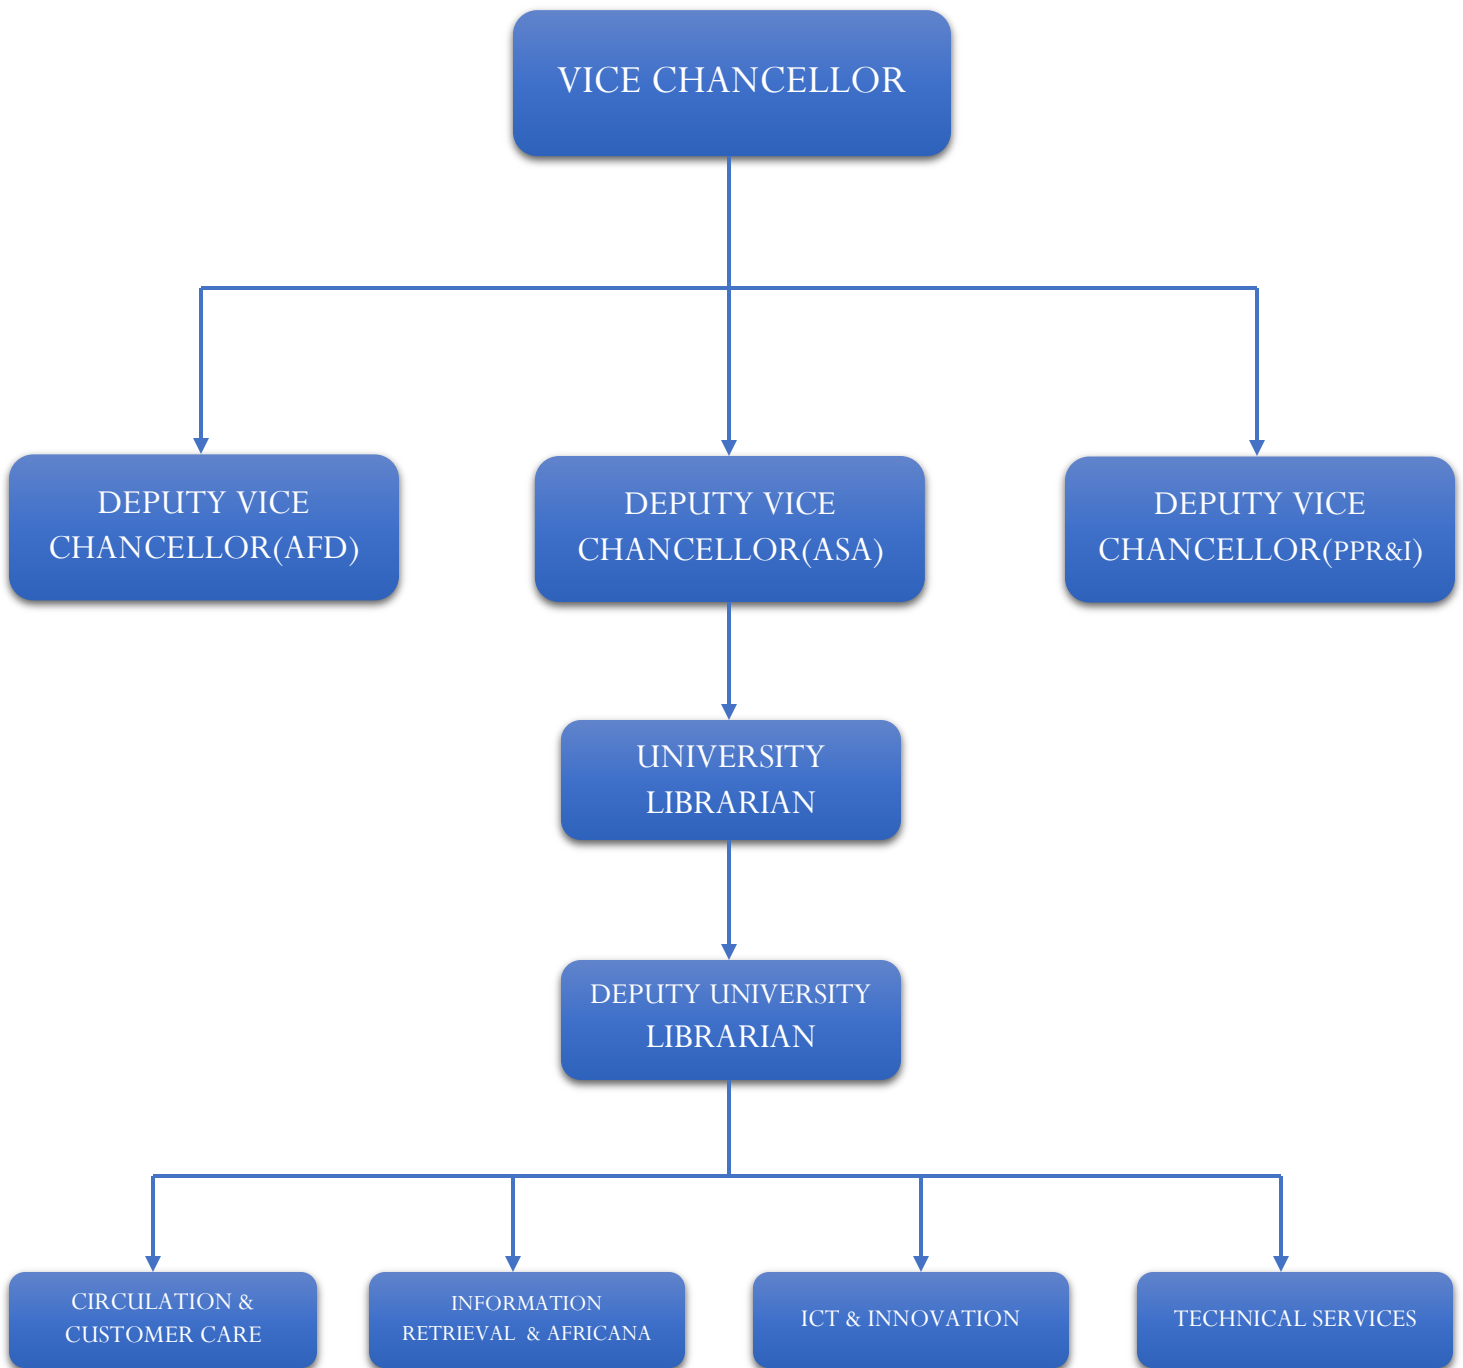 VICE CHANCELLOR
DEPUTY VICE
CHANCELLOR(AFD)
DEPUTY VICE
CHANCELLOR(ASA)
DEPUTY VICE
CHANCELLOR(PPR&I)
UNIVERSITY
LIBRARIAN
DEPUTY UNIVERSITY
LIBRARIAN
CIRCULATION &
CUSTOMER CARE
INFORMATION
RETRIEVAL & AFRICANA
ICT & INNOVATION
TECHNICAL SERVICES